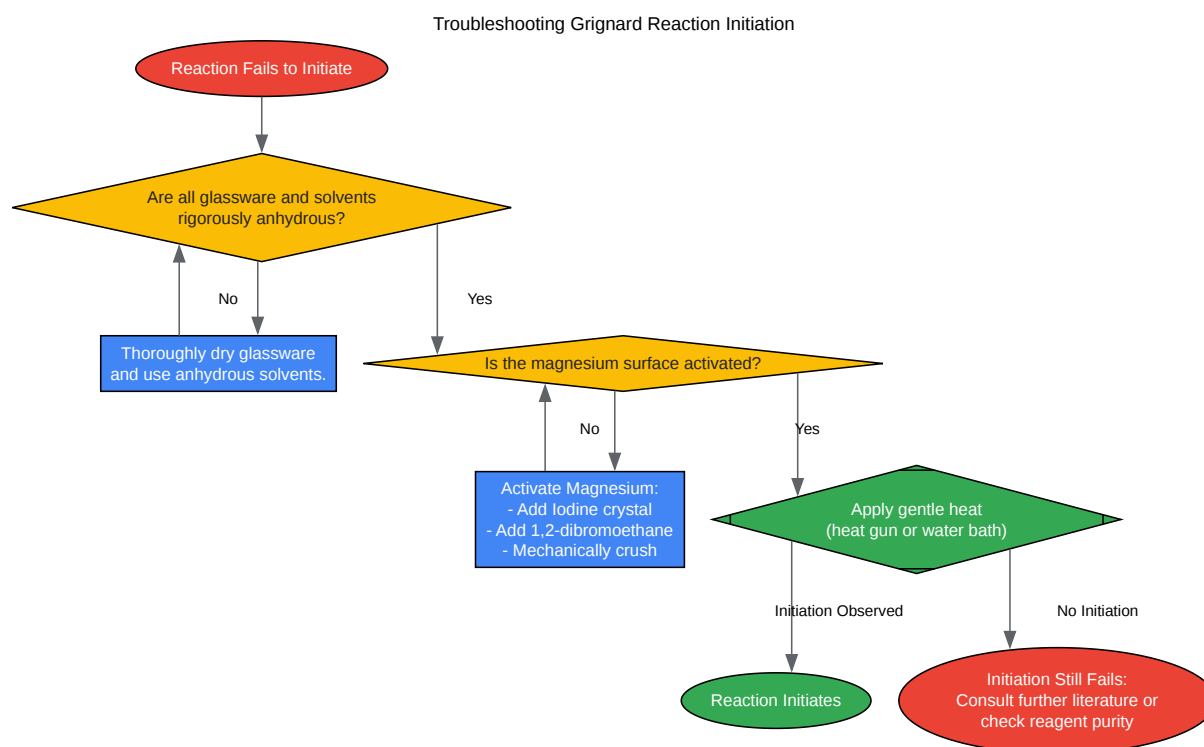 Troubleshooting Grignard Reaction Initiation
Reaction Fails to Initiate
Are all glassware and solvents
rigorously anhydrous?
No
Yes
Thoroughly dry glassware
and use anhydrous solvents.
Is the magnesium surface activated?
No
Yes
Activate Magnesium:
- Add Iodine crystal
- Add 1,2-dibromoethane
- Mechanically crush
Apply gentle heat
(heat gun or water bath)
Initiation Observed
No Initiation
Reaction Initiates
Initiation Still Fails:
Consult further literature or
check reagent purity